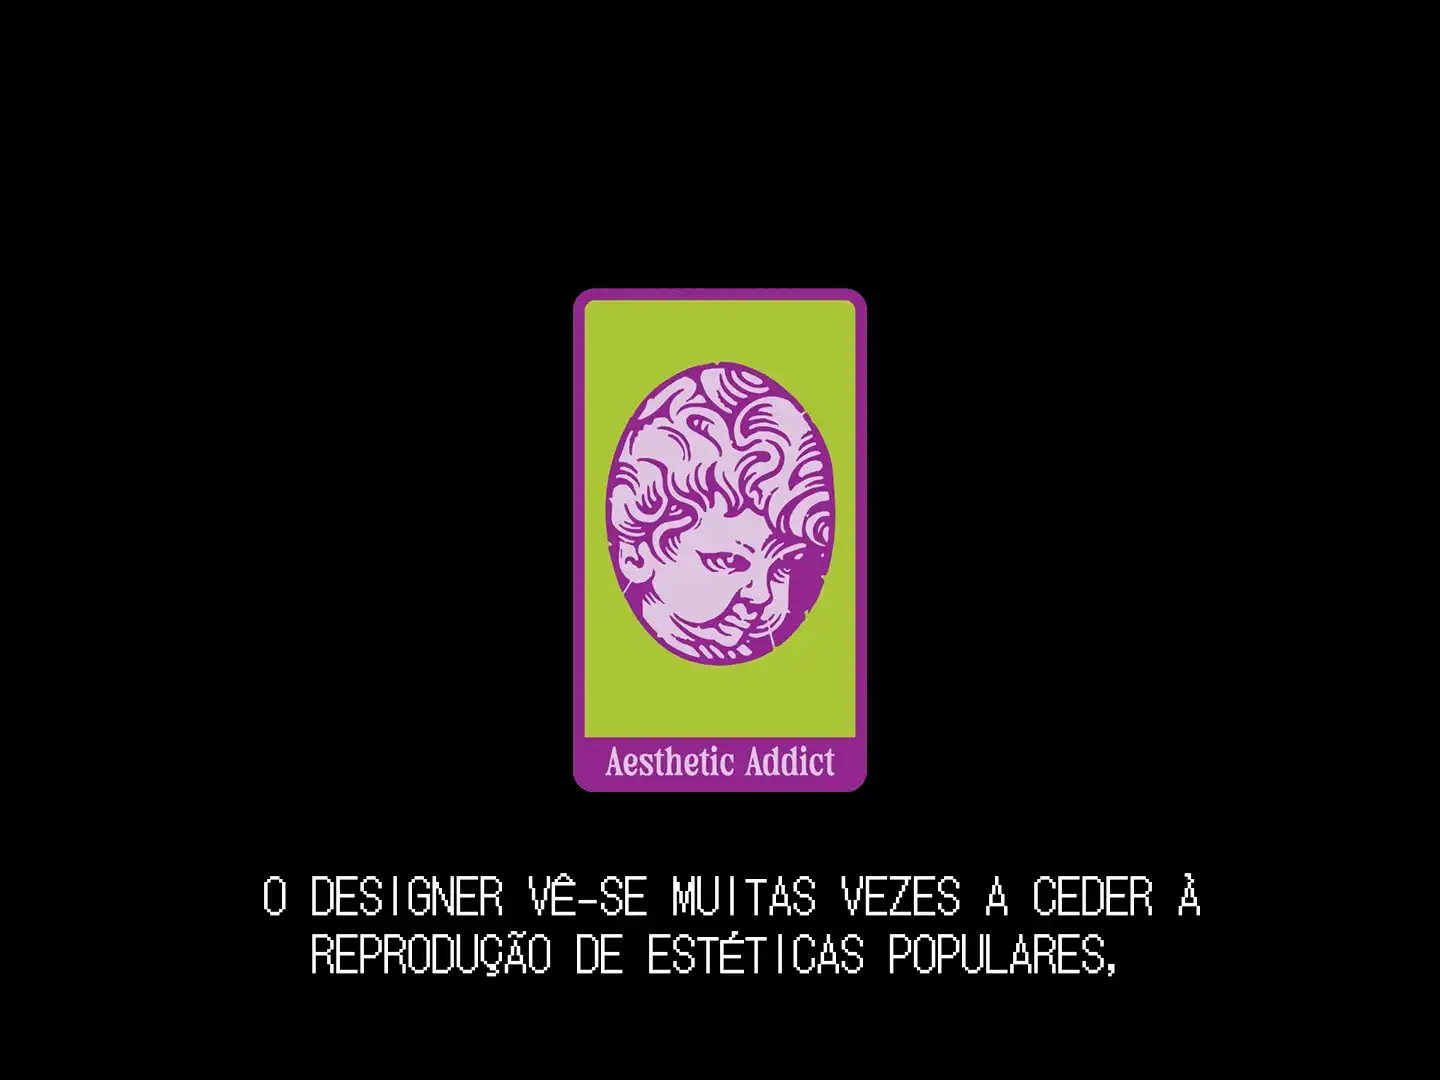 Aesthetic Addict
O DESIGNER VÊ-SE MUITAS VEZES A CEDER À
REPRODUÇÃO DE ESTÉTICAS POPULARES,